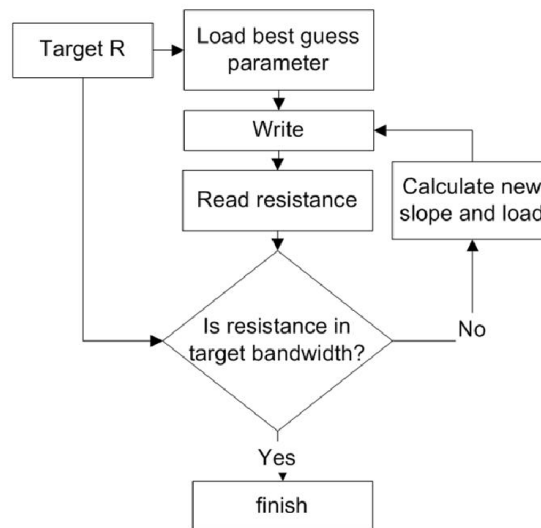 Target R
Load best guess
parameter
Write
Read resistance
Calculate new
slope and load
Is resistance in
target bandwidth?
No
Yes
finish